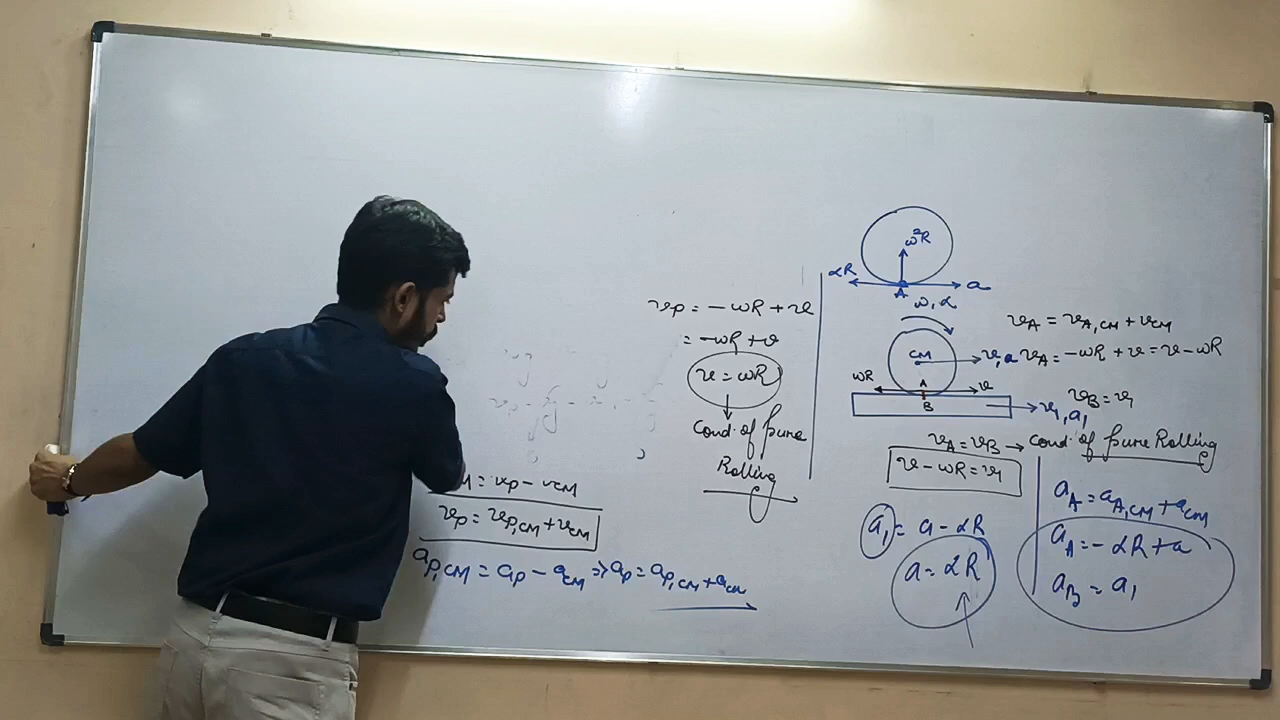 M = vp - vCM
vp = vp,CM + vCM
ap,CM = ap - aCM ⇒ ap = ap,CM + aCM
vp = -ωR + v
= -ωR + v
v = ωR
Cond. of pure
Rolling
ω²R
αR
A
a
ω, α
CM
v, a
ωR
A
v
B
v₁, a₁
vA = vA,CM + vCM
vA = -ωR + v = v - ωR
vB = v₁
vA = vB → Cond. of pure Rolling
v - ωR = v₁
a₁ = a - αR
a = αR
aA = aA,CM + aCM
aA = -αR + a
aB = a₁